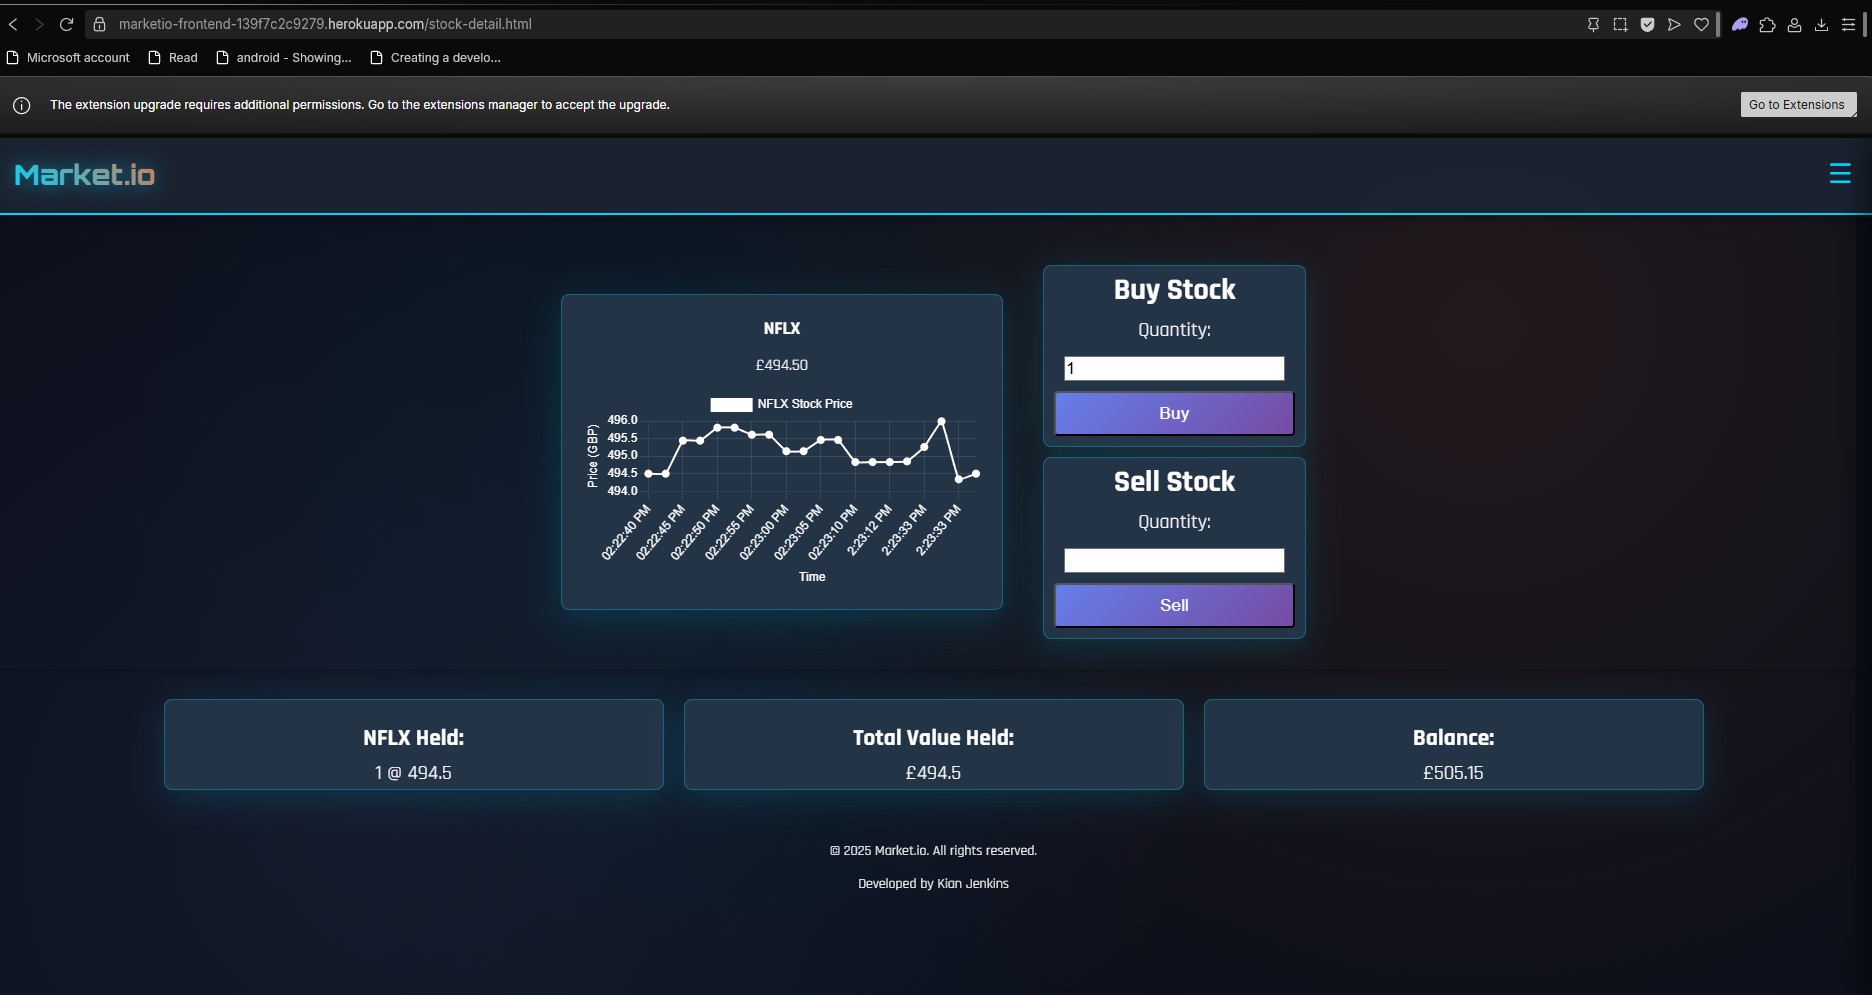 marketio-frontend-139f7c2c9279.herokuapp.com/stock-detail.html
Microsoft account
Read
android - Showing...
Creating a develo...
The extension upgrade requires additional permissions. Go to the extensions manager to accept the upgrade.
Go to Extensions
Market.io
NFLX
£494.50
NFLX Stock Price
Price (GBP)
496.0
495.5
495.0
494.5
494.0
02:22:40 PM
02:22:45 PM
02:22:50 PM
02:22:55 PM
02:23:00 PM
02:23:05 PM
02:23:10 PM
2:23:12 PM
2:23:33 PM
2:23:33 PM
Time
Buy Stock
Quantity:
1
Buy
Sell Stock
Quantity:
Sell
NFLX Held:
1 @ 494.5
Total Value Held:
£494.5
Balance:
£505.15
© 2025 Market.io. All rights reserved.
Developed by Kian Jenkins